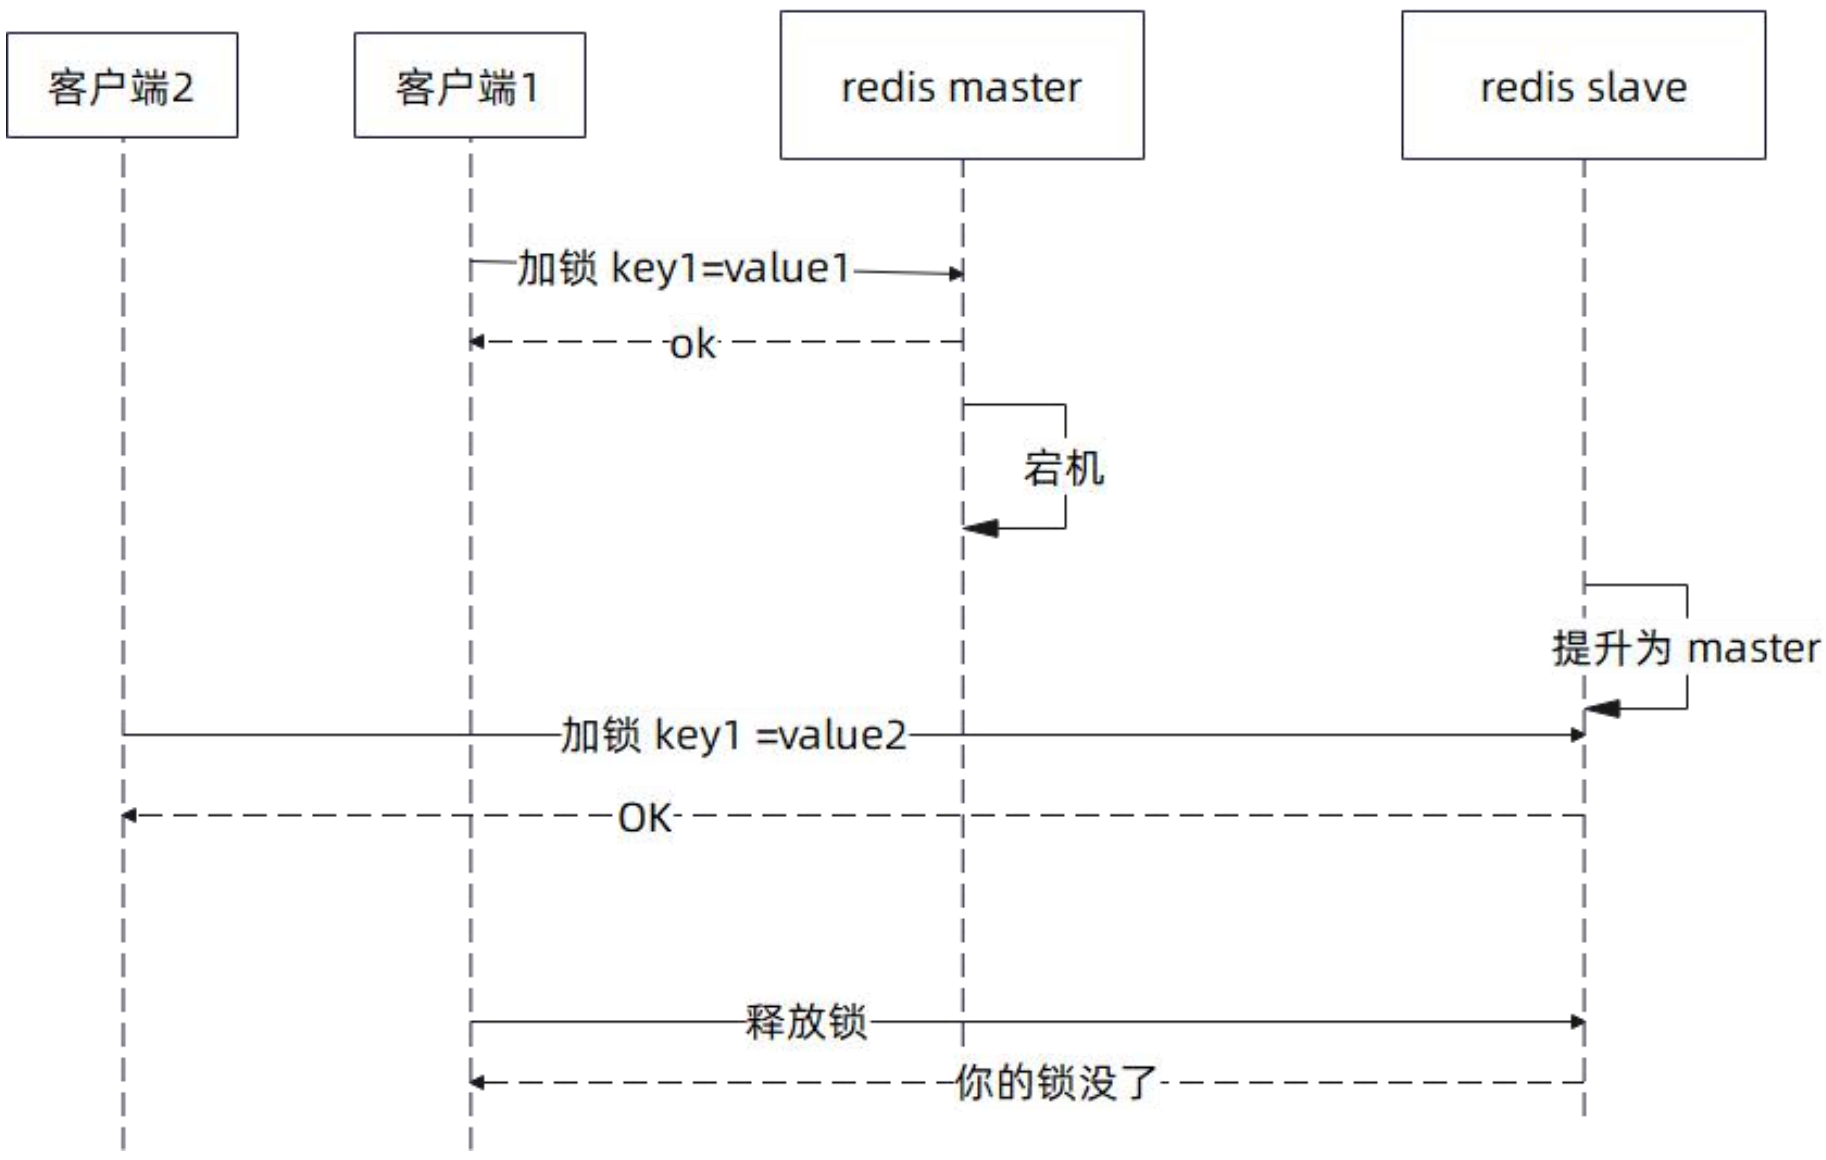 客户端2
客户端1
redis master
redis slave
加锁 key1=value1
ok
宕机
提升为 master
加锁 key1 =value2
OK
释放锁
你的锁没了